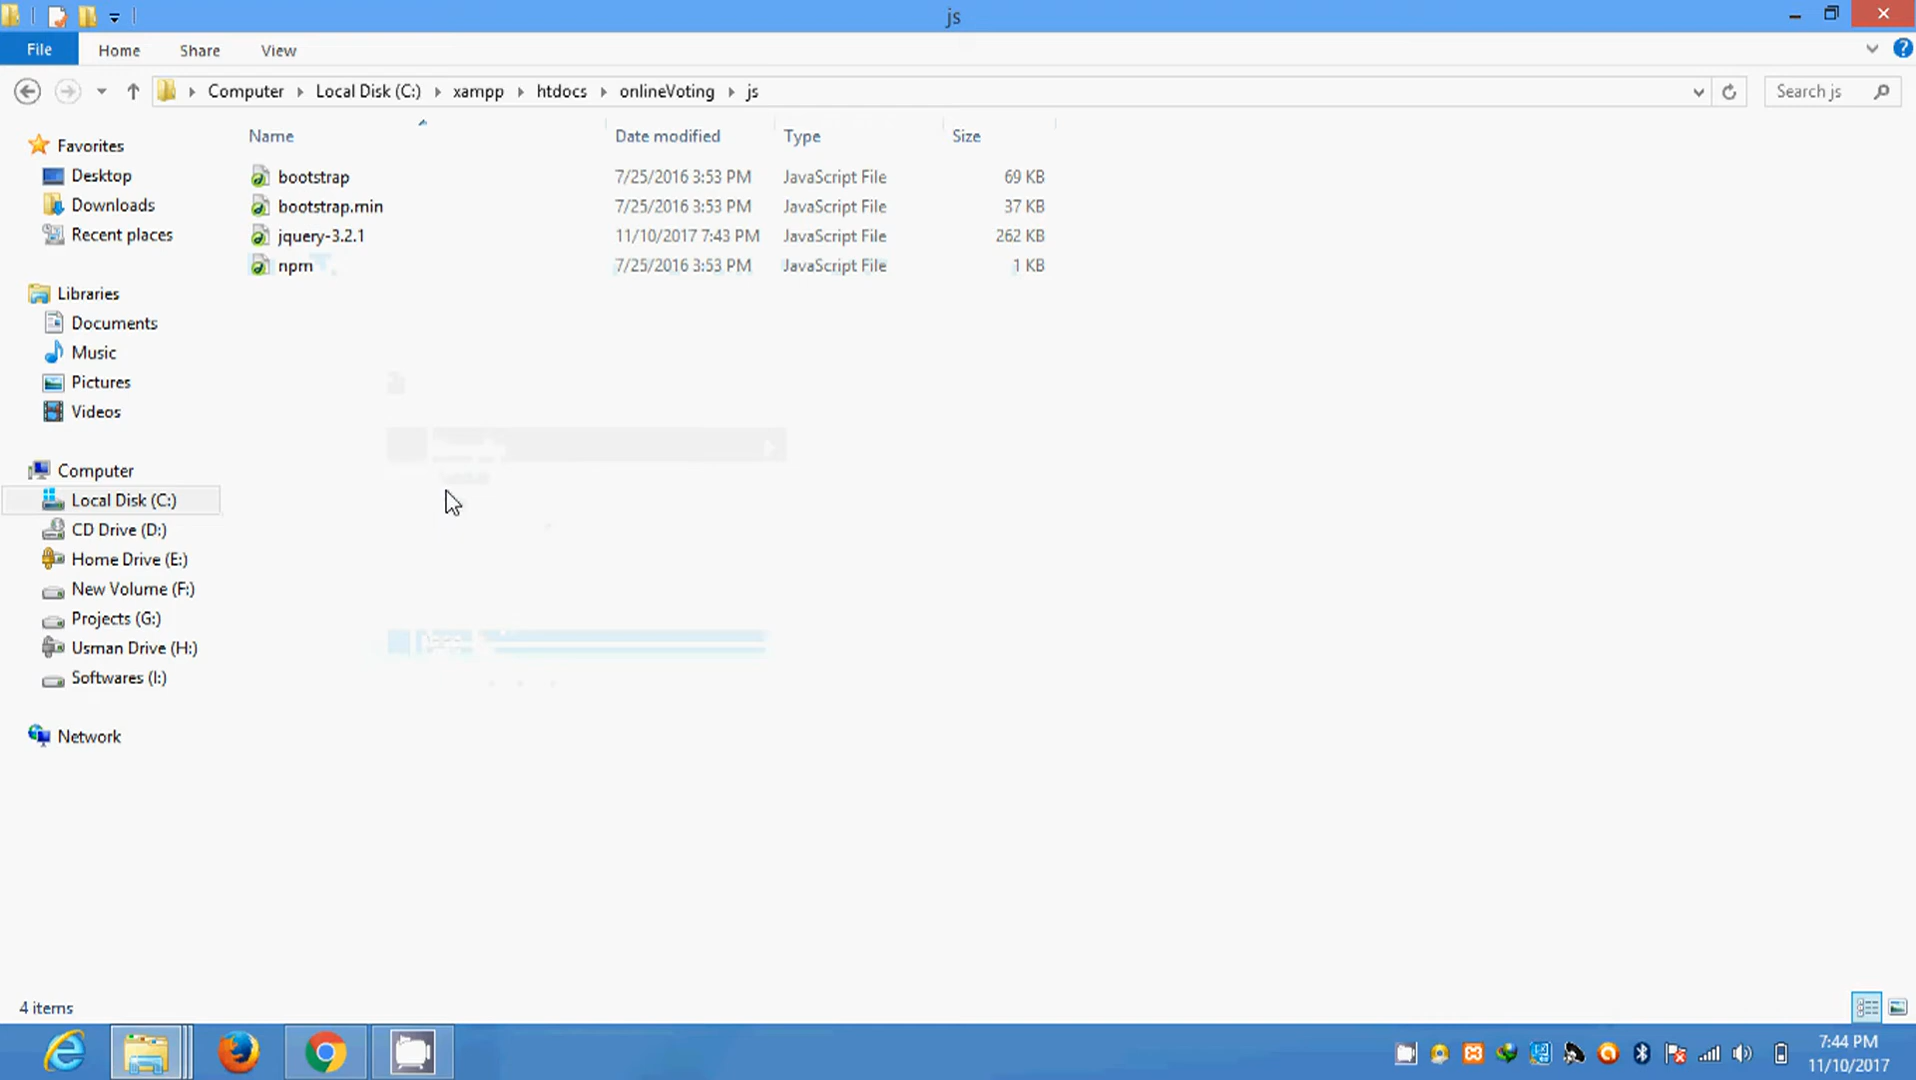 js
File Home Share View
Computer Local Disk (C:) xampp htdocs onlineVoting js
Search js
Name Date modified Type Size
bootstrap 7/25/2016 3:53 PM JavaScript File 69 KB
bootstrap.min 7/25/2016 3:53 PM JavaScript File 37 KB
jquery-3.2.1 11/10/2017 7:43 PM JavaScript File 262 KB
npm 7/25/2016 3:53 PM JavaScript File 1 KB
Favorites
Desktop
Downloads
Recent places
Libraries
Documents
Music
Pictures
Videos
Computer
Local Disk (C:)
CD Drive (D:)
Home Drive (E:)
New Volume (F:)
Projects (G:)
Usman Drive (H:)
Softwares (I:)
Network
4 items
7:44 PM
11/10/2017